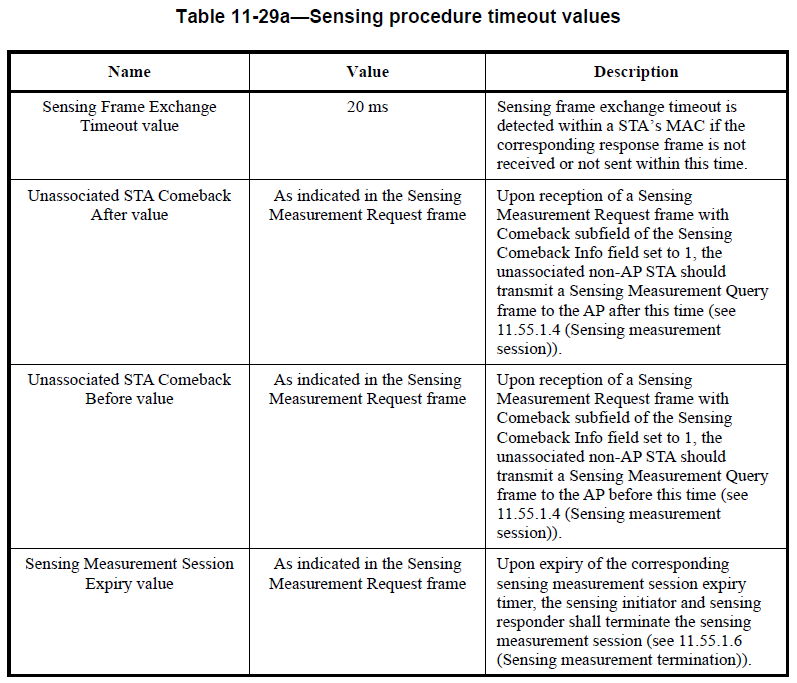 Table 11-29a—Sensing procedure timeout values
Name
Value
Description
Sensing Frame Exchange
Timeout value
20 ms
Sensing frame exchange timeout is
detected within a STA’s MAC if the
corresponding response frame is not
received or not sent within this time.
Unassociated STA Comeback
After value
As indicated in the Sensing
Measurement Request frame
Upon reception of a Sensing
Measurement Request frame with
Comeback subfield of the Sensing
Comeback Info field set to 1, the
unassociated non-AP STA should
transmit a Sensing Measurement Query
frame to the AP after this time (see
11.55.1.4 (Sensing measurement
session)).
Unassociated STA Comeback
Before value
As indicated in the Sensing
Measurement Request frame
Upon reception of a Sensing
Measurement Request frame with
Comeback subfield of the Sensing
Comeback Info field set to 1, the
unassociated non-AP STA should
transmit a Sensing Measurement Query
frame to the AP before this time (see
11.55.1.4 (Sensing measurement
session)).
Sensing Measurement Session
Expiry value
As indicated in the Sensing
Measurement Request frame
Upon expiry of the corresponding
sensing measurement session expiry
timer, the sensing initiator and sensing
responder shall terminate the sensing
measurement session (see 11.55.1.6
(Sensing measurement termination)).